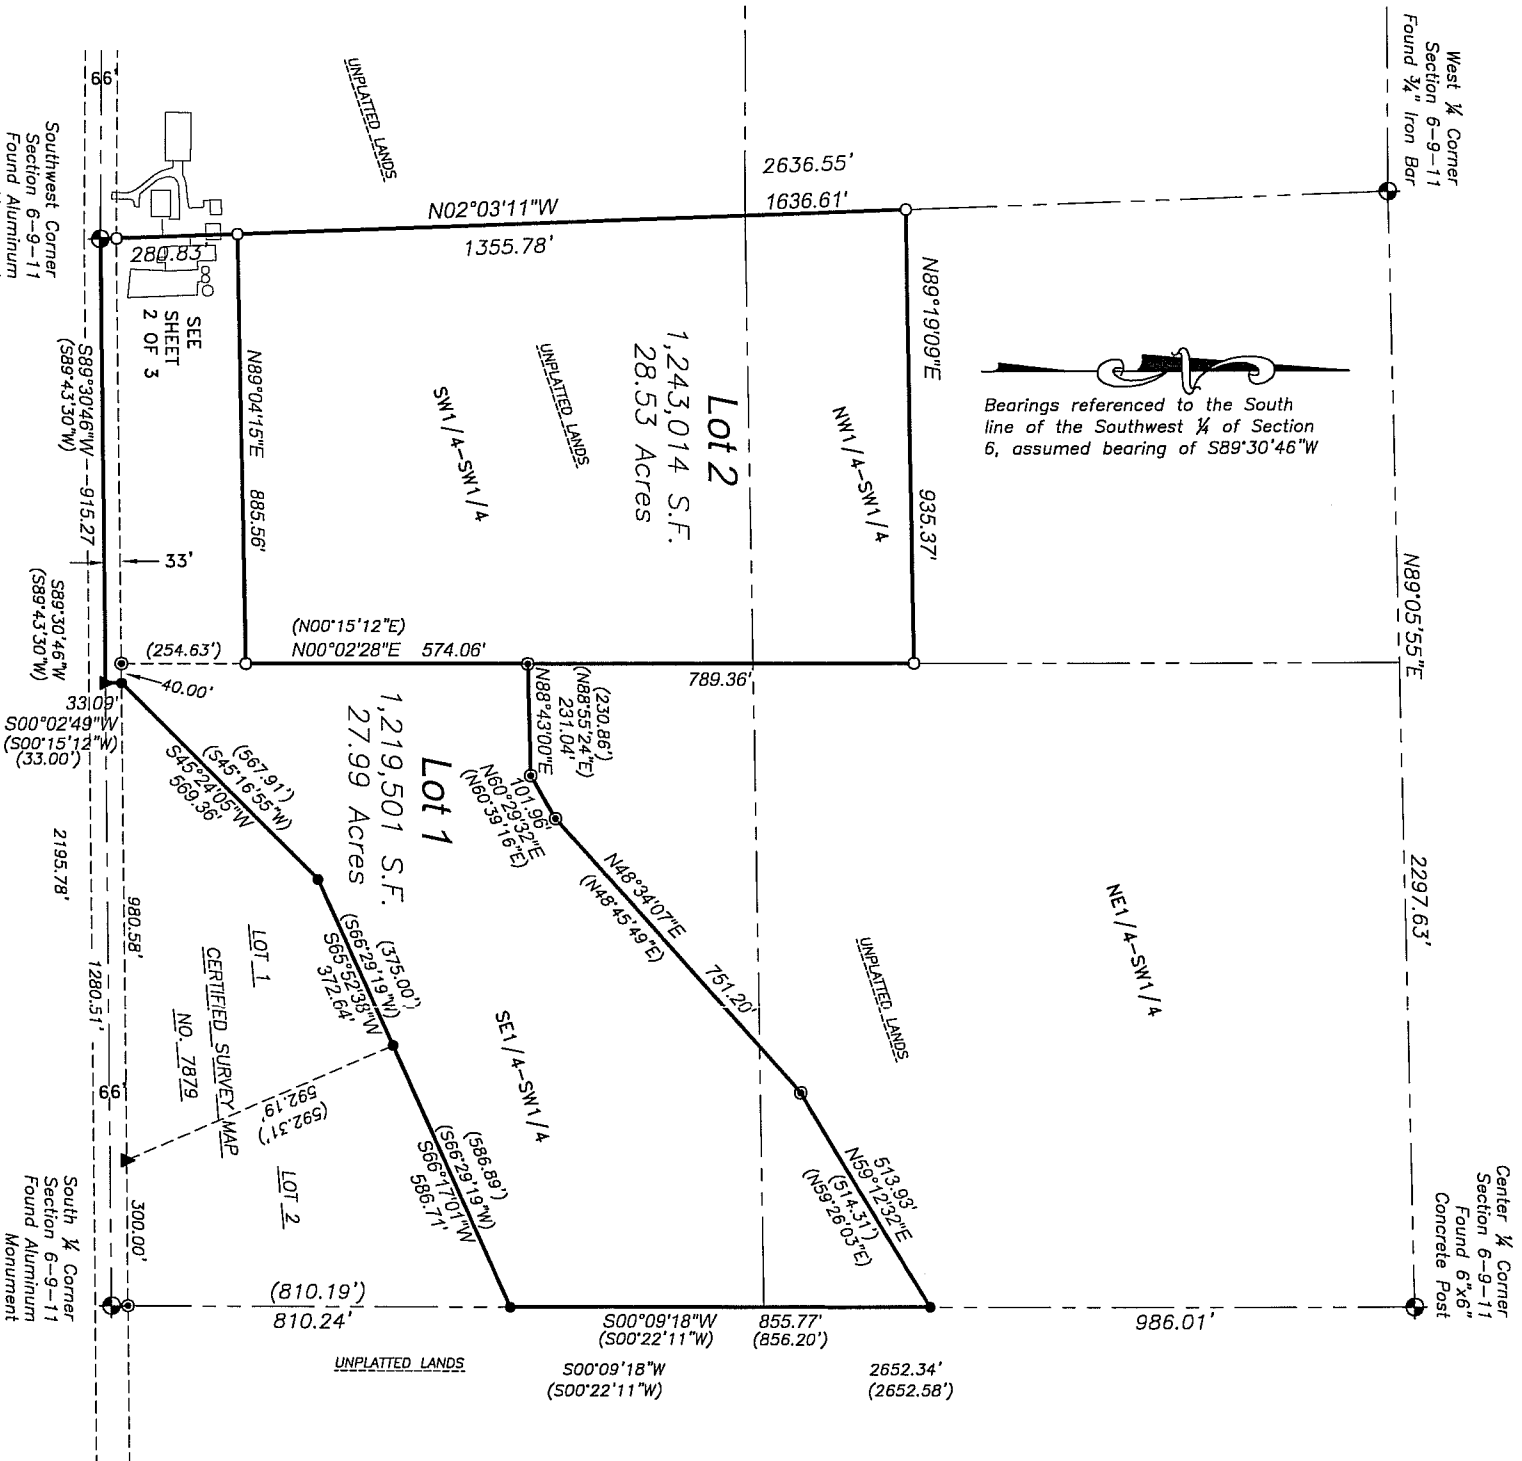 West ¼ Corner
Section 6-9-11
Found ¾" Iron Bar
N89°05'55"E
2297.63'
Center ¼ Corner
Section 6-9-11
Found 6"x6"
Concrete Post
UNPLATTED LANDS
2636.55'
1636.61'
N02°03'11"W
1355.78'
280.83'
66'
Southwest Corner
Section 6-9-11
Found Aluminum
SEE
SHEET
2 OF 3
N89°19'09"E
935.37'
Bearings referenced to the South
line of the Southwest ¼ of Section
6, assumed bearing of S89°30'46"W
NW1/4-SW1/4
Lot 2
1,243,014 S.F.
28.53 Acres
UNPLATTED LANDS
SW1/4-SW1/4
N89°04'15"E
885.56'
S89°30'46"W
915.27
(S89°43'30"W)
33'
S89°30'46"W
(S89°43'30"W)
(254.63')
(N00°15'12"E)
N00°02'28"E
574.06'
789.36'
40.00'
33.09'
S00°02'49"W
(S00°15'12"W)
(33.00')
(230.86')
(N88°55'24"E)
231.04'
N88°43'00"E
101.96'
N60°29'32"E
(N60°39'16"E)
N48°34'07"E
751.20'
(N48°45'49"E)
NE1/4-SW1/4
UNPLATTED LANDS
513.93'
N59°12'32"E
(514.31')
(N59°26'03"E)
Lot 1
1,219,501 S.F.
27.99 Acres
(567.91')
(S45°16'55"W)
S45°24'05"W
569.36'
(375.00')
(S66°29'19"W)
S65°52'38"W
372.64'
SE1/4-SW1/4
(586.89')
(S66°29'19"W)
S66°17'01"W
586.71'
LOT 1
CERTIFIED SURVEY MAP
NO. 7879
LOT 2
592.19'
(592.31')
2195.78'
980.58'
1280.51'
66'
300.00'
South ¼ Corner
Section 6-9-11
Found Aluminum
Monument
(810.19')
810.24'
S00°09'18"W
855.77'
(S00°22'11"W)
(856.20')
986.01'
UNPLATTED LANDS
S00°09'18"W
2652.34'
(S00°22'11"W)
(2652.58')